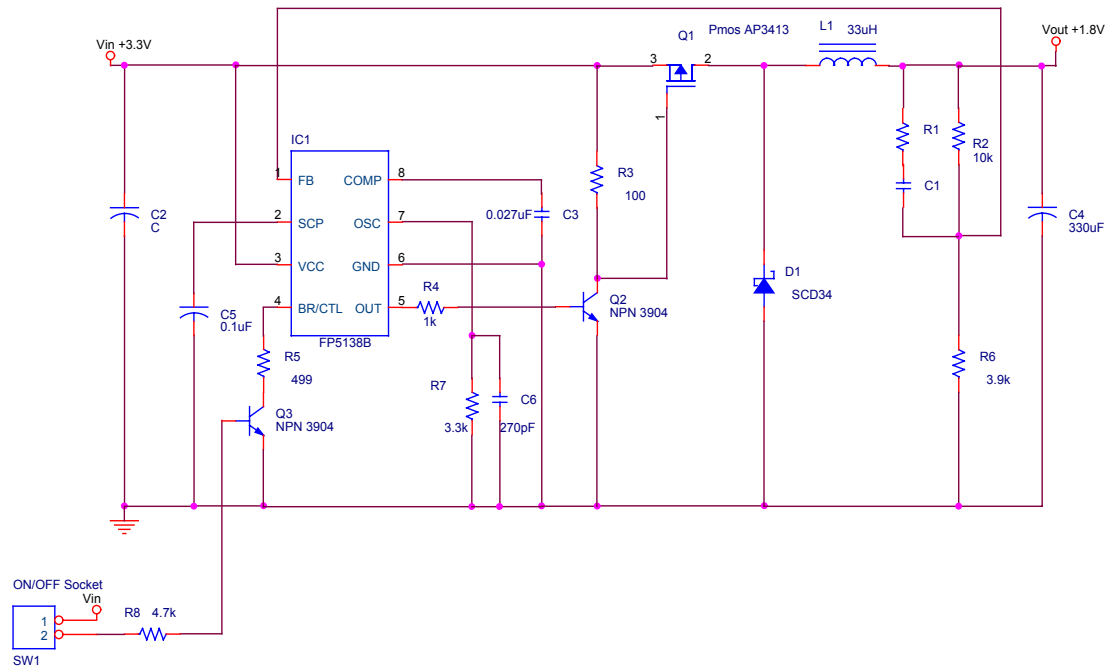 Vin +3.3V
Q1
Pmos AP3413
L1
33uH
Vout +1.8V
3
2
1
IC1
1
FB
COMP
8
2
SCP
OSC
7
3
VCC
GND
6
4
BR/CTL
OUT
5
FP5138B
C2
C
C5
0.1uF
0.027uF
C3
R3
100
R1
C1
R2
10k
C4
330uF
R4
1k
Q2
NPN 3904
D1
SCD34
R5
499
R7
3.3k
C6
270pF
R6
3.9k
Q3
NPN 3904
ON/OFF Socket
Vin
1
2
R8 4.7k
SW1